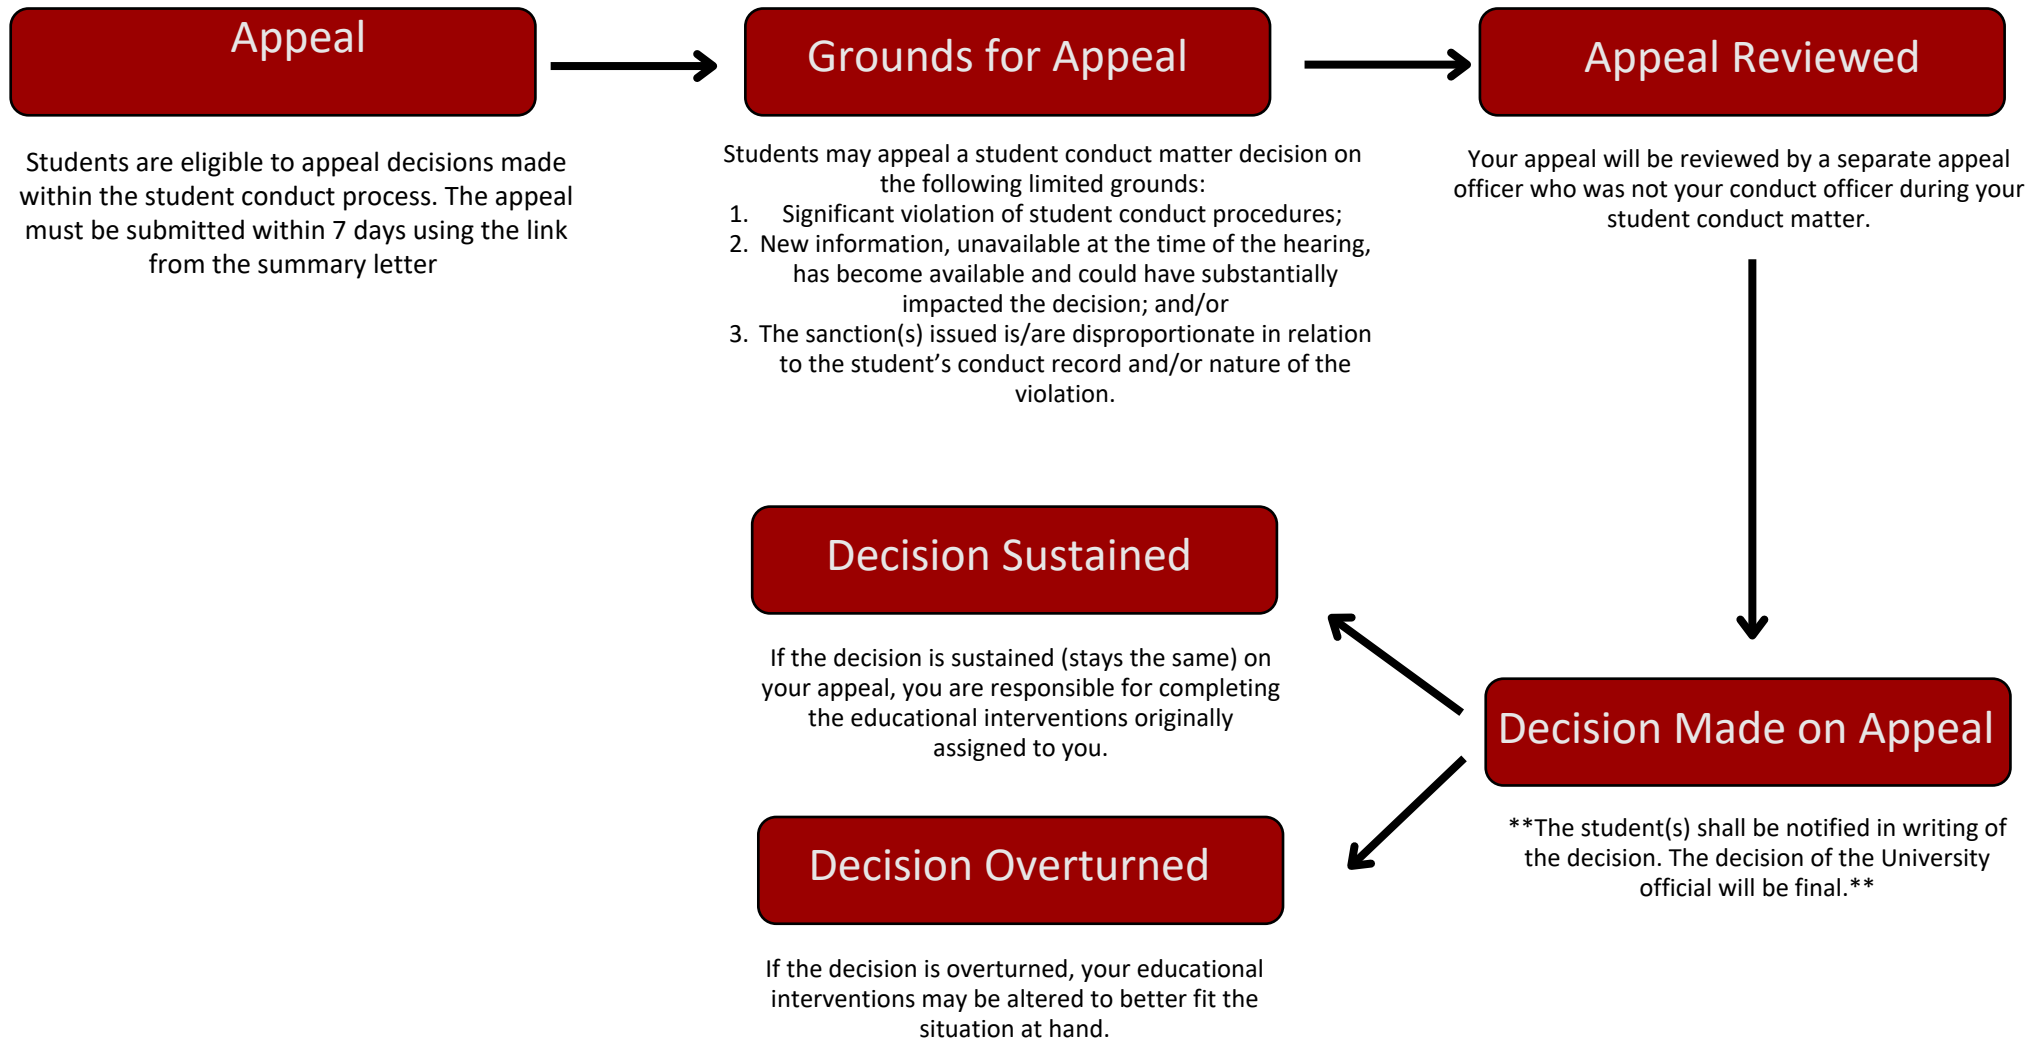 Appeal
Students are eligible to appeal decisions made
within the student conduct process. The appeal
must be submitted within 7 days using the link
from the summary letter
Grounds for Appeal
Students may appeal a student conduct matter decision on
the following limited grounds:
1. Significant violation of student conduct procedures;
2. New information, unavailable at the time of the hearing,
has become available and could have substantially
impacted the decision; and/or
3. The sanction(s) issued is/are disproportionate in relation
to the student’s conduct record and/or nature of the
violation.
Appeal Reviewed
Your appeal will be reviewed by a separate appeal
officer who was not your conduct officer during your
student conduct matter.
Decision Made on Appeal
**The student(s) shall be notified in writing of
the decision. The decision of the University
official will be final.**
Decision Sustained
If the decision is sustained (stays the same) on
your appeal, you are responsible for completing
the educational interventions originally
assigned to you.
Decision Overturned
If the decision is overturned, your educational
interventions may be altered to better fit the
situation at hand.